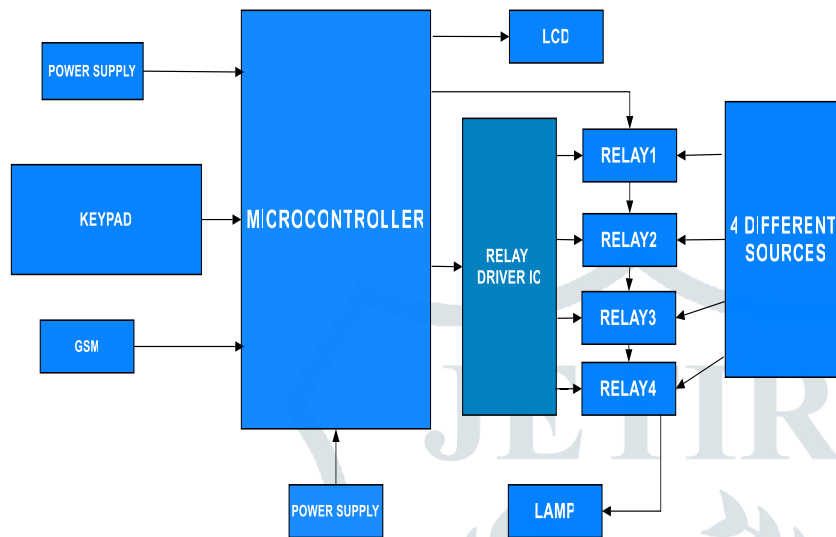 LCD
POWER SUPPLY
RELAY1
KEYPAD
MICROCONTROLLER
RELAY2
4 DIFFERENT
SOURCES
RELAY
DRIVER IC
RELAY3
GSM
RELAY4
JETIR
POWER SUPPLY
LAMP